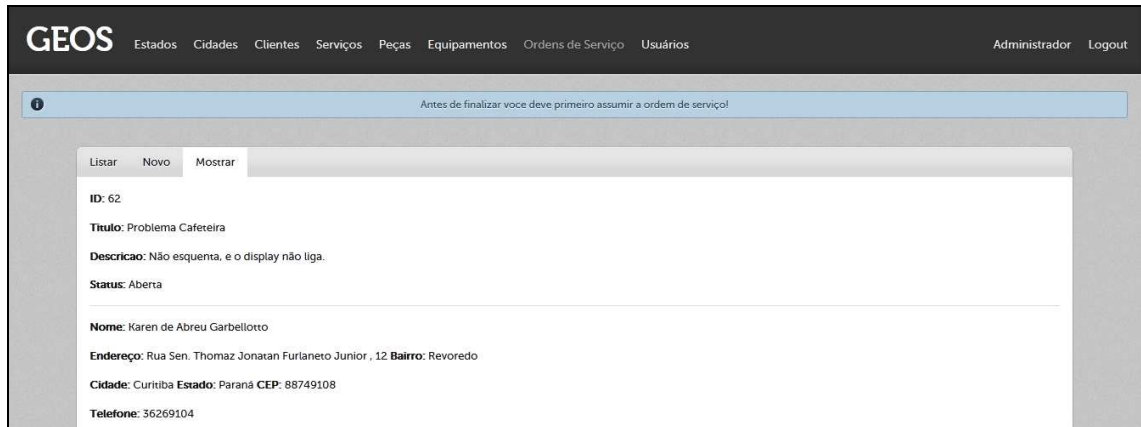 GEOS Estados Cidades Clientes Serviços Peças Equipamentos Ordens de Serviço Usuários Administrador Logout
Antes de finalizar voce deve primeiro assumir a ordem de serviço!
Listar Novo Mostrar
ID: 62
Titulo: Problema Cafeteira
Descricao: Não esquenta, e o display não liga.
Status: Aberta
Nome: Karen de Abreu Garbellotto
Endereço: Rua Sen. Thomaz Jonatan Furlaneto Junior , 12 Bairro: Revoredo
Cidade: Curitiba Estado: Paraná CEP: 88749108
Telefone: 36269104